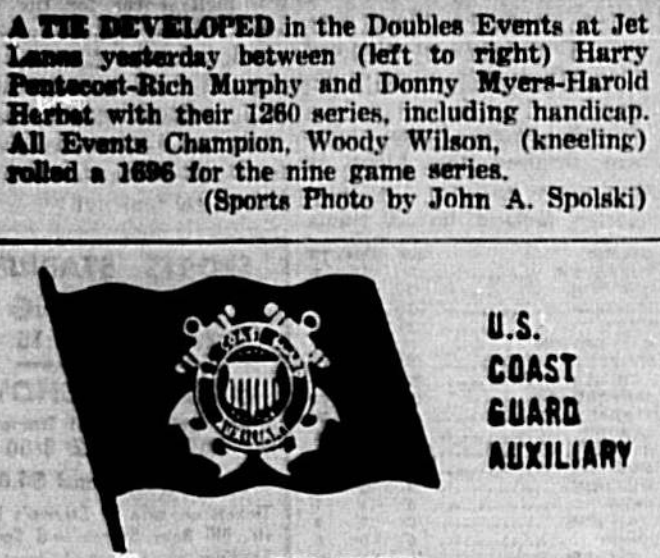 A TIE DEVELOPED in the Doubles Events at Jet
Lanes yesterday between (left to right) Harry
Pentecost-Rich Murphy and Donny Myers-Harold
Herbst with their 1260 series, including handicap.
All Events Champion, Woody Wilson, (kneeling)
rolled a 1696 for the nine game series.
(Sports Photo by John A. Spolski)
U.S.
COAST
GUARD
AUXILIARY